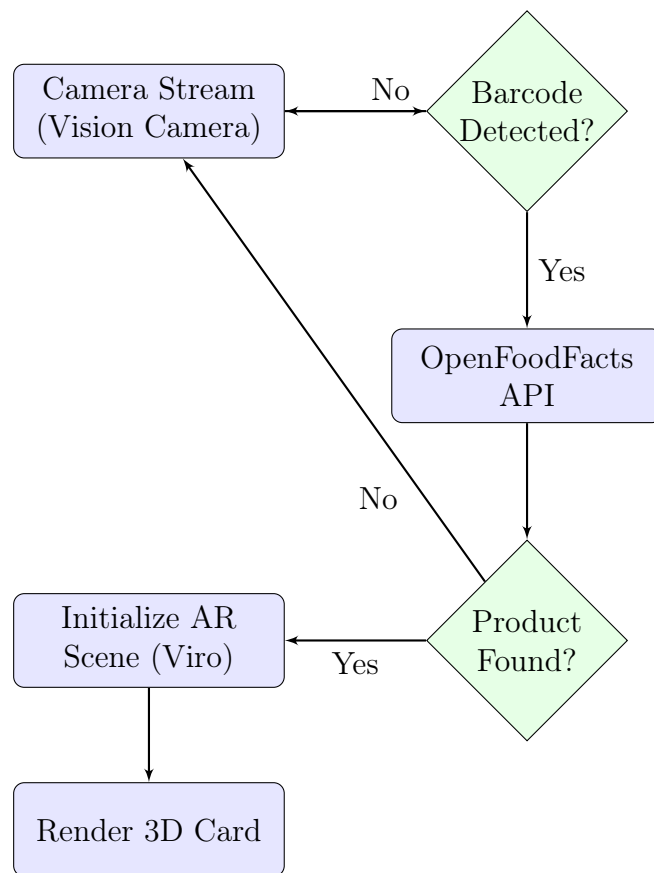 Camera Stream
(Vision Camera)
No
Barcode
Detected?
Yes
OpenFoodFacts
API
No
Product
Found?
Yes
Initialize AR
Scene (Viro)
Render 3D Card